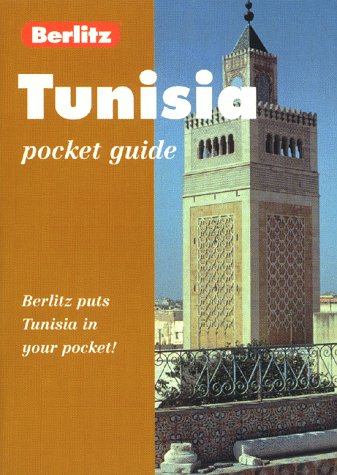 Berlitz
Tunisia
pocket guide
Berlitz puts
Tunisia in
your pocket!